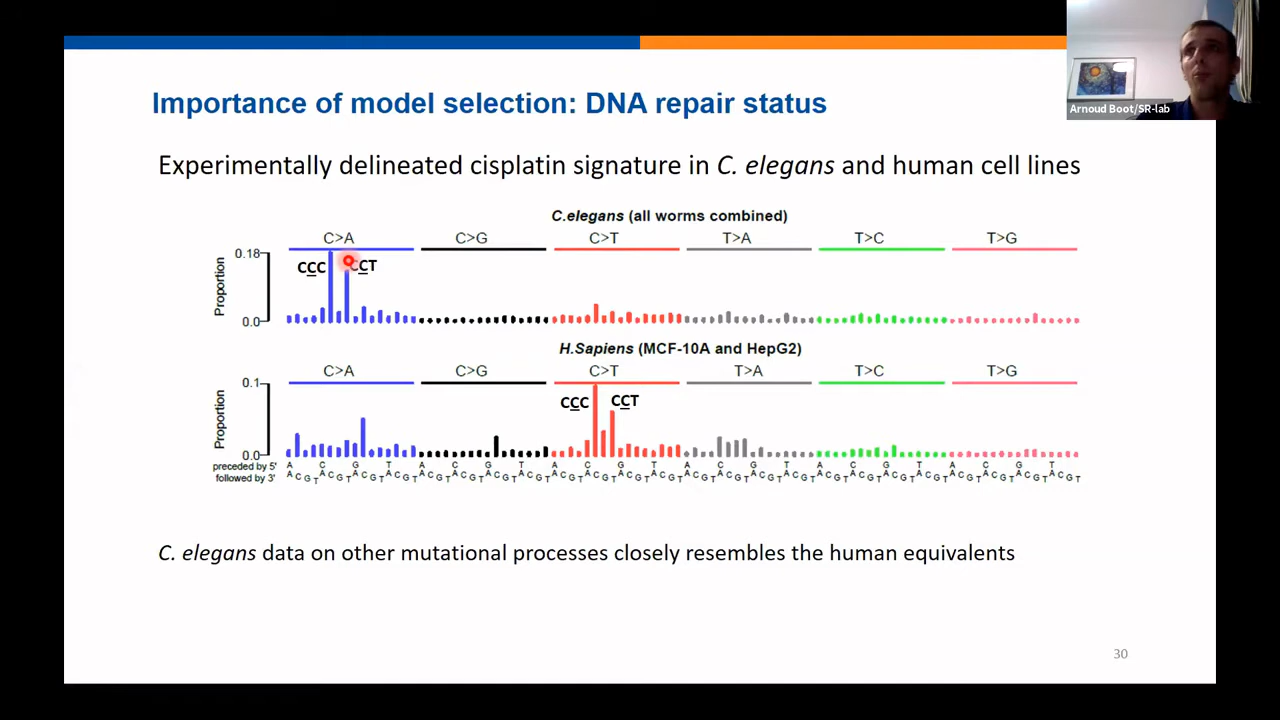 Arnoud Boot/SR-lab
Importance of model selection: DNA repair status
Experimentally delineated cisplatin signature in C. elegans and human cell lines
C.elegans (all worms combined)
C>A C>G C>T T>A T>C T>G
0.18
CCC CCT
Proportion
0.0
H.Sapiens (MCF-10A and HepG2)
C>A C>G C>T T>A T>C T>G
0.1
CCC CCT
Proportion
0.0
preceded by 5' A C G T A C G T A C G T A C G T A C G T A C G T
followed by 3' A C G T A C G T A C G T A C G T A C G T A C G T A C G T A C G T A C G T A C G T A C G T A C G T A C G T A C G T A C G T A C G T A C G T A C G T A C G T A C G T A C G T A C G T A C G T A C G T
C. elegans data on other mutational processes closely resembles the human equivalents
30